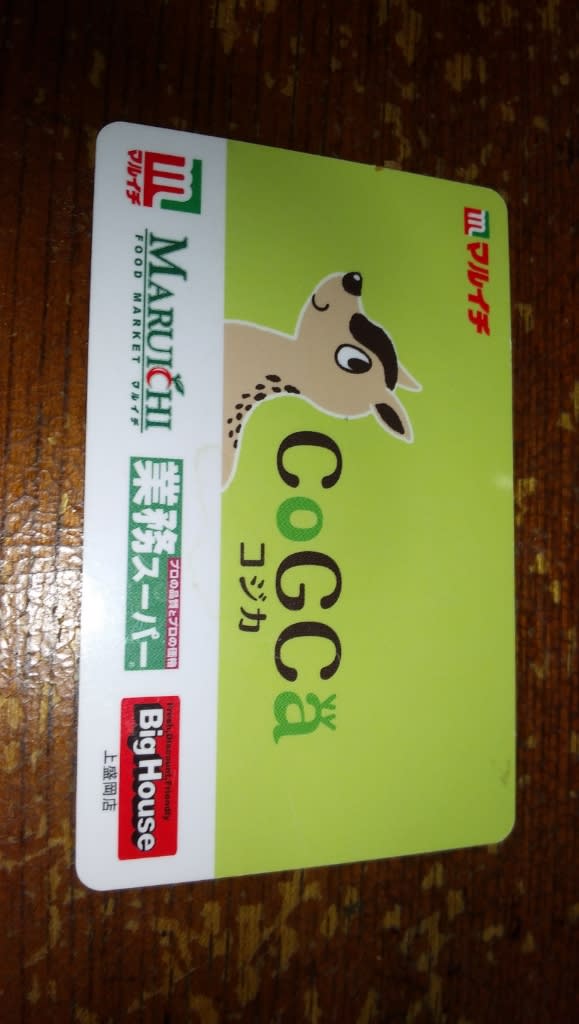 マルイチ
CoGCa
コジカ
マルイチ
MARUICHI
FOOD MARKET マルイチ
プロの品質とプロの価格
業務スーパー®
Fresh, Discount, Friendly
Big House
上盛岡店